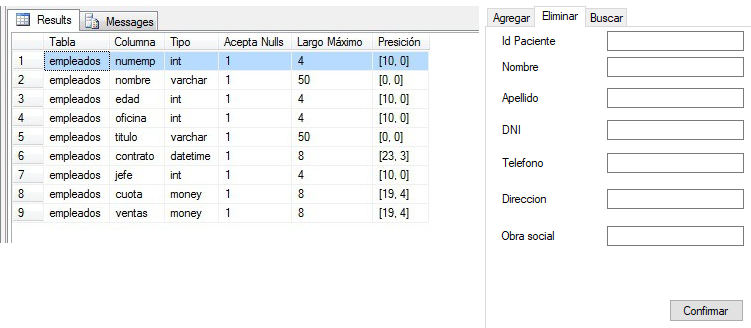 Results Messages
Tabla Columna Tipo Acepta Nulls Largo Máximo Presición
1 empleados numemp int 1 4 [10, 0]
2 empleados nombre varchar 1 50 [0, 0]
3 empleados edad int 1 4 [10, 0]
4 empleados oficina int 1 4 [10, 0]
5 empleados titulo varchar 1 50 [0, 0]
6 empleados contrato datetime 1 8 [23, 3]
7 empleados jefe int 1 4 [10, 0]
8 empleados cuota money 1 8 [19, 4]
9 empleados ventas money 1 8 [19, 4]
Agregar Eliminar Buscar
Id Paciente
Nombre
Apellido
DNI
Telefono
Direccion
Obra social
Confirmar